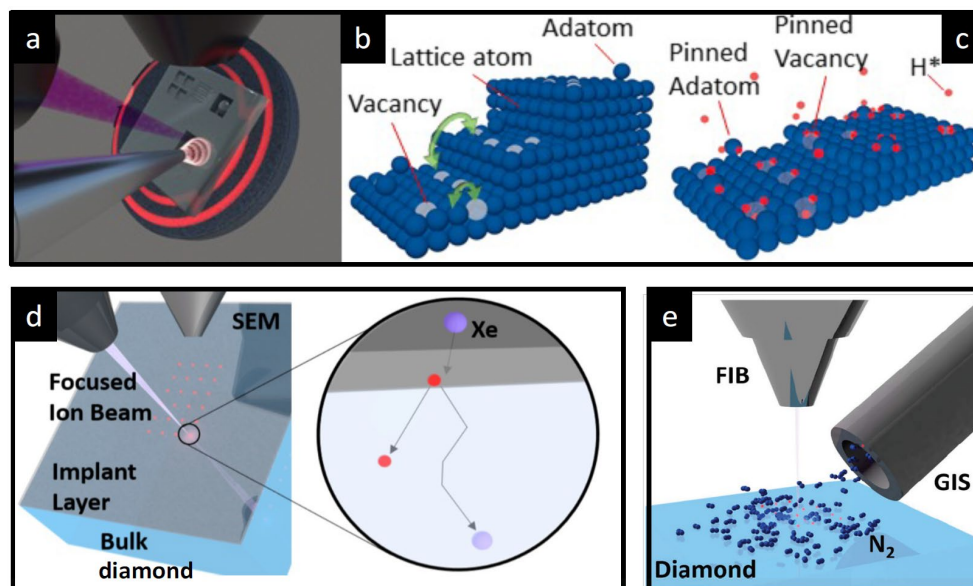 a
b
Adatom
Lattice atom
Vacancy
c
Pinned
Vacancy
Pinned
Adatom
H*
d
SEM
Focused
Ion Beam
Implant
Layer
Bulk
diamond
Xe
e
FIB
GIS
N₂
Diamond